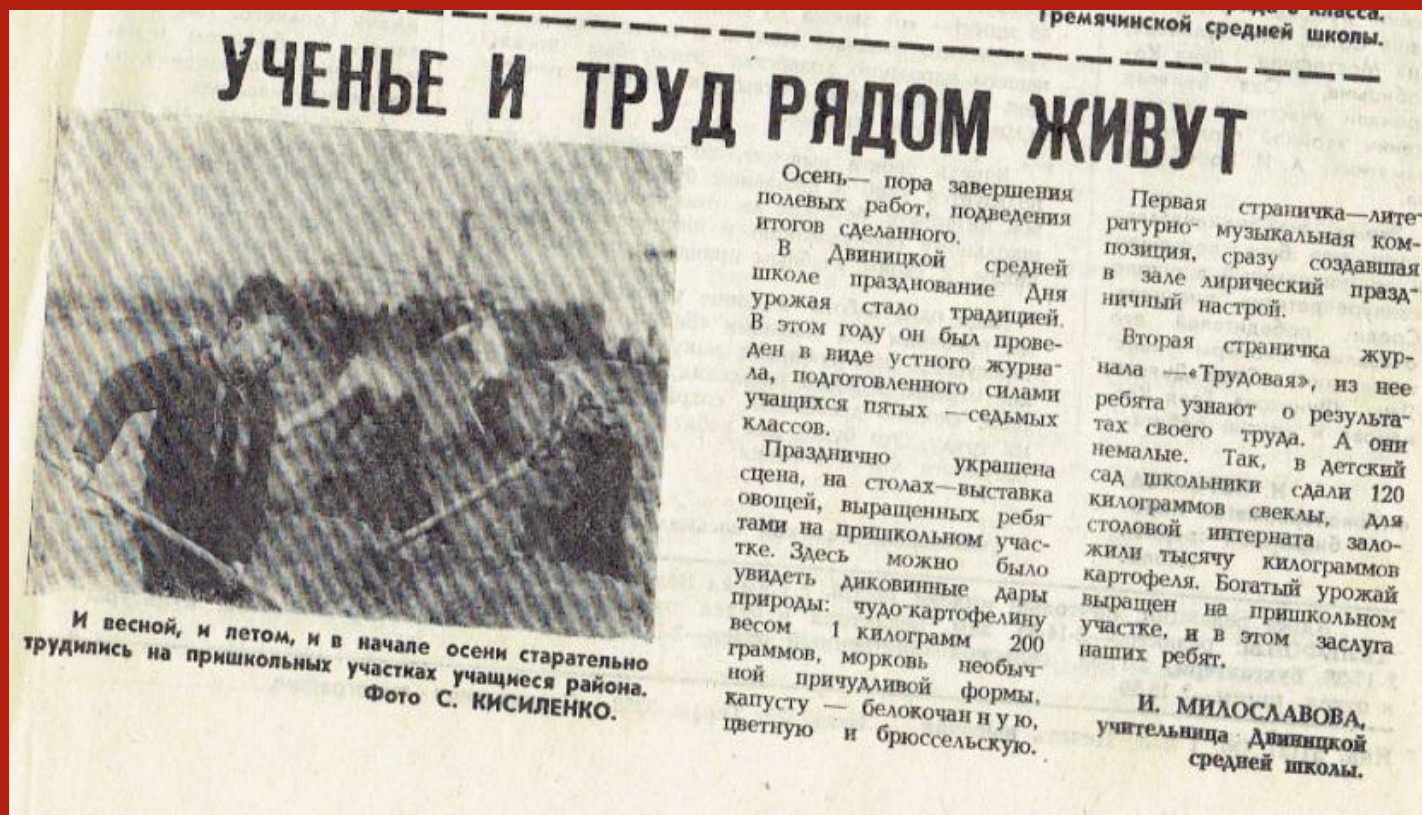 Гремячинской средней школы.
УЧЕНЬЕ И ТРУД РЯДОМ ЖИВУТ
И весной, и летом, и в начале осени старательно
трудились на пришкольных участках учащиеся района.
Фото С. КИСИЛЕНКО.
Осень— пора завершения
полевых работ, подведения
итогов сделанного.
В Двиницкой средней
школе празднование Дня
урожая стало традицией.
В этом году он был прове-
ден в виде устного журна-
ла, подготовленного силами
учащихся пятых —седьмых
классов.
Празднично украшена
сцена, на столах—выставка
овощей, выращенных ребя-
тами на пришкольном учас-
тке. Здесь можно было
увидеть диковинные дары
природы: чудо-картофелину
весом 1 килограмм 200
граммов, морковь необыч-
ной причудливой формы,
капусту — белокочанную,
цветную и брюссельскую.
Первая страничка—лите-
ратурно- музыкальная ком-
позиция, сразу создавшая
в зале лирический празд-
ничный настрой.
Вторая страничка жур-
нала —«Трудовая», из нее
ребята узнают о результа-
тах своего труда. А они
немалые. Так, в детский
сад школьники сдали 120
килограммов свеклы, для
столовой интерната зало-
жили тысячу килограммов
картофеля. Богатый урожай
выращен на пришкольном
участке, и в этом заслуга
наших ребят.
И. МИЛОСЛАВОВА,
учительница Двиницкой
средней школы.